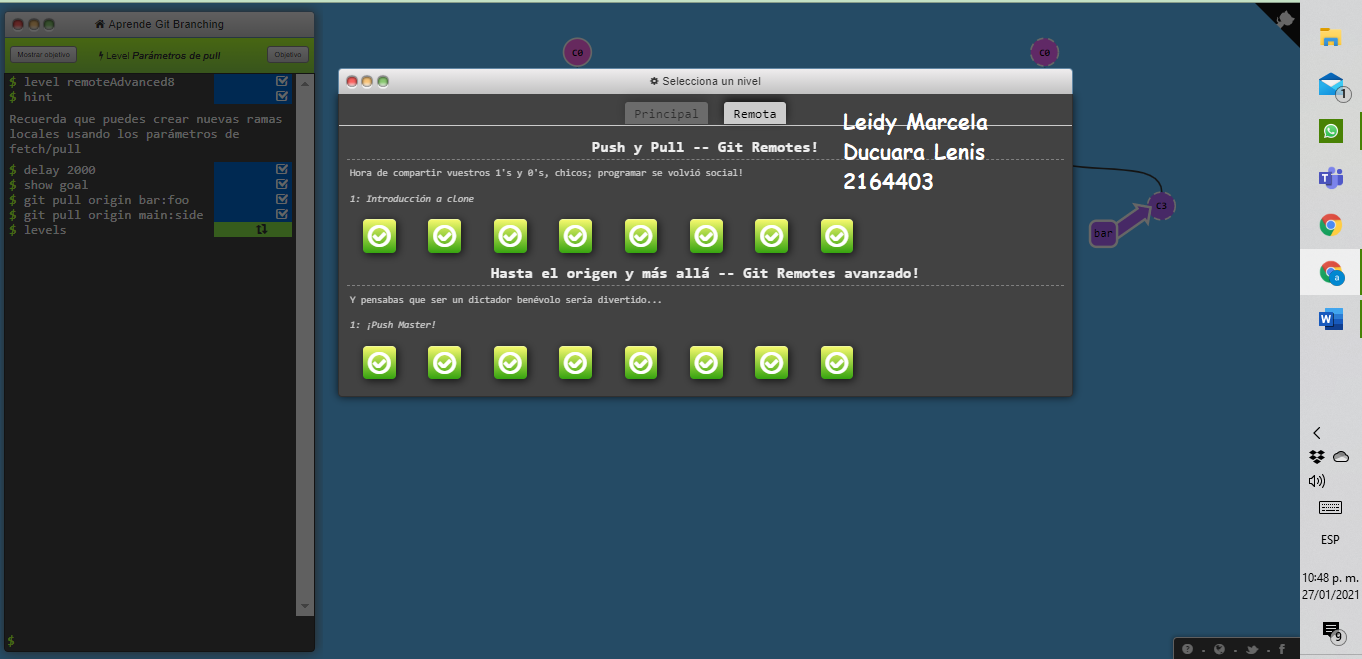 Aprende Git Branching
Mostrar objetivo
Level Parámetros de pull
Objetivo
$ level remoteAdvanced8
$ hint
Recuerda que puedes crear nuevas ramas
locales usando los parámetros de
fetch/pull
$ delay 2000
$ show goal
$ git pull origin bar:foo
$ git pull origin main:side
$ levels
$
c0
c0
c3
bar
Selecciona un nivel
Principal
Remota
Leidy Marcela
Ducuara Lenis
2164403
Push y Pull -- Git Remotes!
Hora de compartir vuestros 1's y 0's, chicos; programar se volvió social!
1: Introducción a clone
Hasta el origen y más allá -- Git Remotes avanzado!
Y pensabas que ser un dictador benévolo sería divertido...
1: ¡Push Master!
1
a
W
ESP
10:48 p. m.
27/01/2021
9